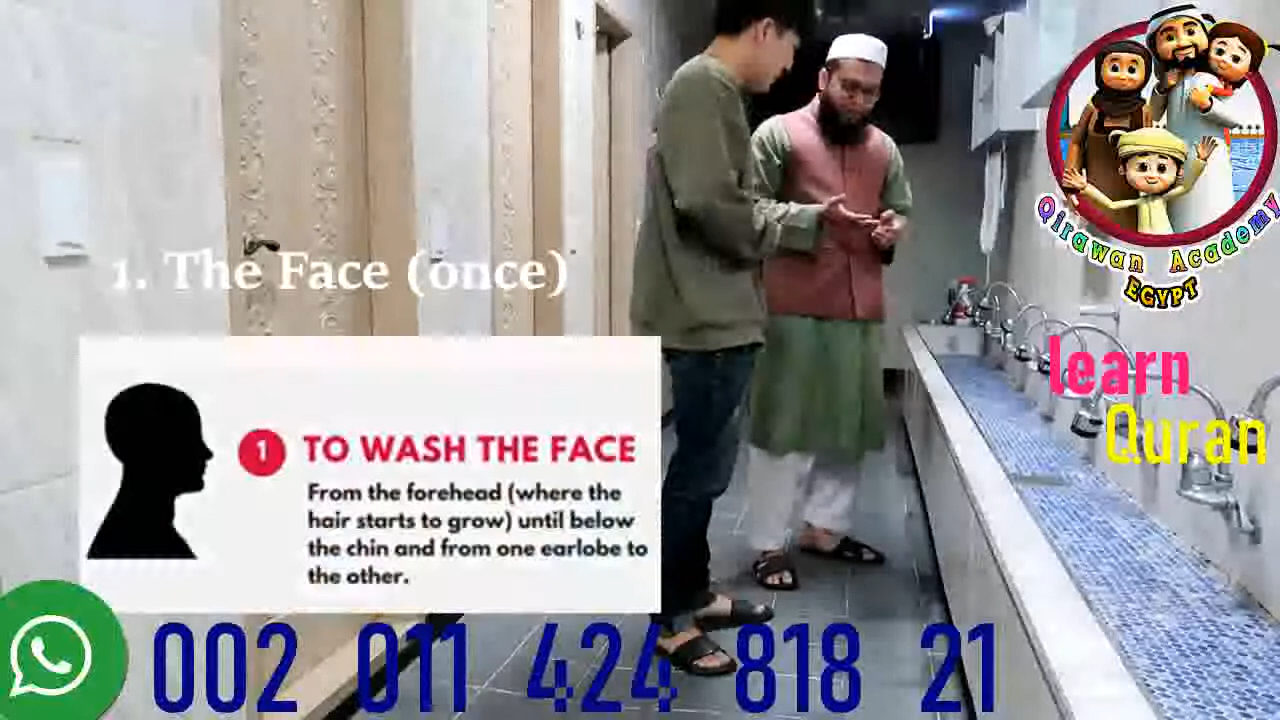 1. The Face (once)
1 TO WASH THE FACE
From the forehead (where the
hair starts to grow) until below
the chin and from one earlobe to
the other.
Qirawan Academy
EGYPT
learn
Quran
002 011 424 818 21